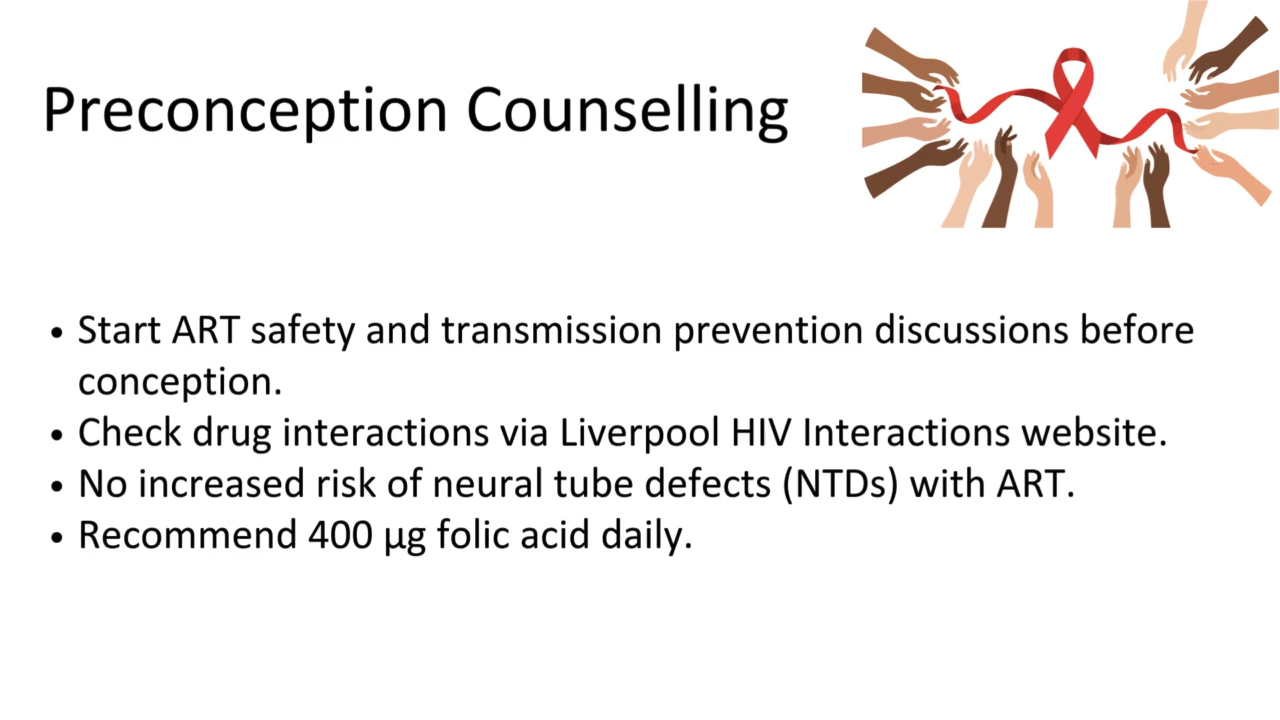 Preconception Counselling
• Start ART safety and transmission prevention discussions before
conception.
• Check drug interactions via Liverpool HIV Interactions website.
• No increased risk of neural tube defects (NTDs) with ART.
• Recommend 400 µg folic acid daily.